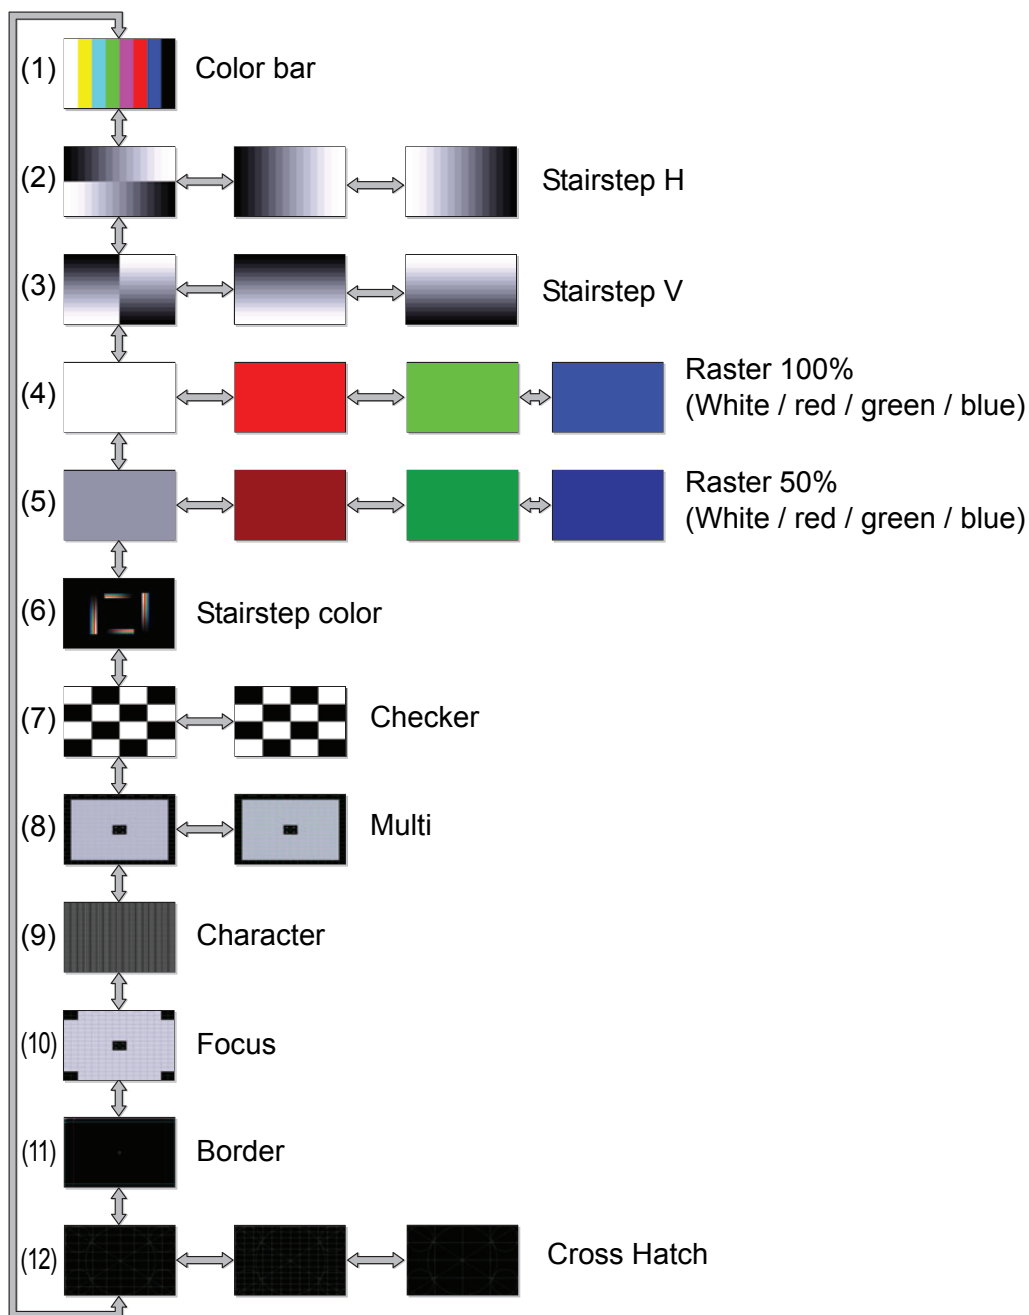 (1) Color bar
(2) Stairstep H
(3) Stairstep V
(4) Raster 100%
(White / red / green / blue)
(5) Raster 50%
(White / red / green / blue)
(6) Stairstep color
(7) Checker
(8) Multi
(9) Character
(10) Focus
(11) Border
(12) Cross Hatch